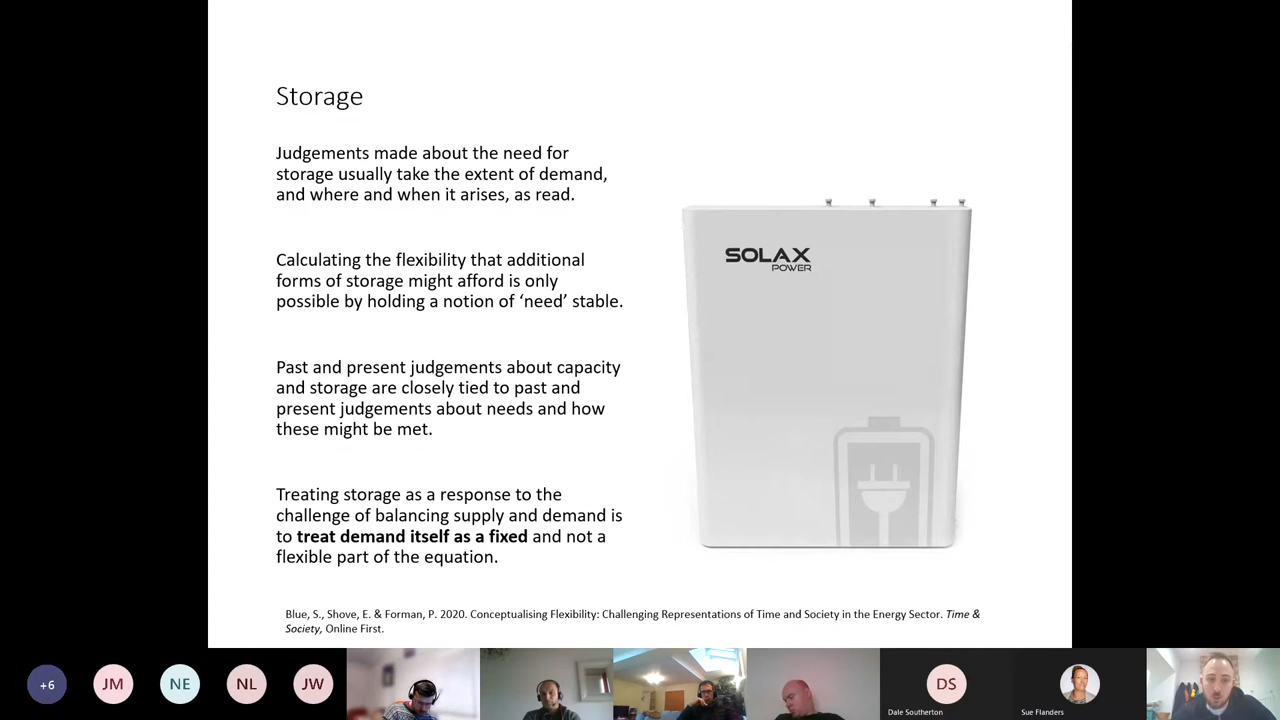 Storage
Judgements made about the need for
storage usually take the extent of demand,
and where and when it arises, as read.
Calculating the flexibility that additional
forms of storage might afford is only
possible by holding a notion of ‘need’ stable.
Past and present judgements about capacity
and storage are closely tied to past and
present judgements about needs and how
these might be met.
Treating storage as a response to the
challenge of balancing supply and demand is
to treat demand itself as a fixed and not a
flexible part of the equation.
SOLAX
POWER
Blue, S., Shove, E. & Forman, P. 2020. Conceptualising Flexibility: Challenging Representations of Time and Society in the Energy Sector. Time &
Society, Online First.
+6
JM
NE
NL
JW
DS
Dale Southerton
Sue Flanders